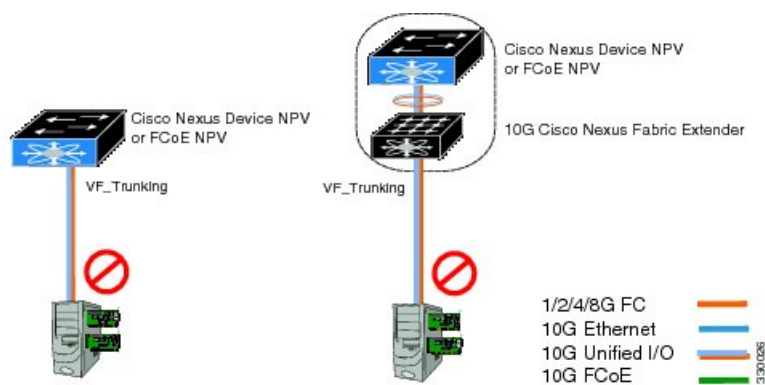 Cisco Nexus Device NPV
or FCoE NPV
VF_Trunking
Cisco Nexus Device NPV
or FCoE NPV
10G Cisco Nexus Fabric Extender
VF_Trunking
1/2/4/8G FC
10G Ethernet
10G Unified I/O
10G FCoE
330026